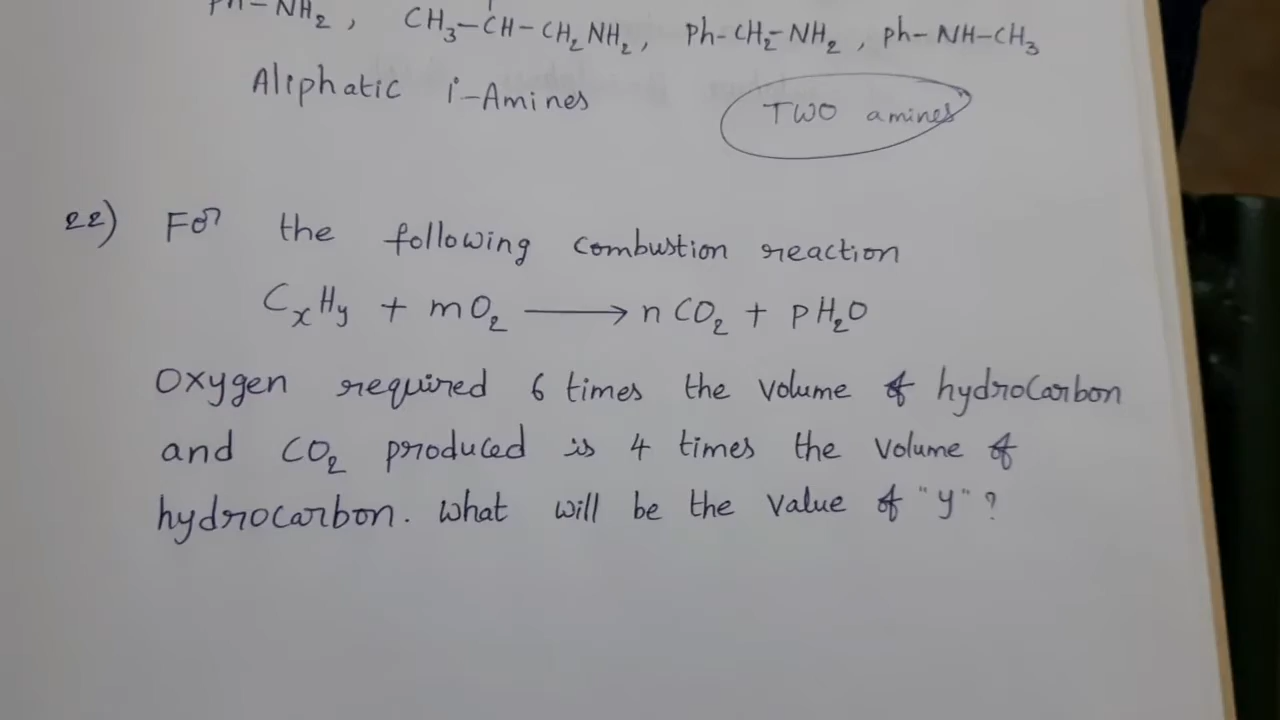 Ph-NH₂, CH₃-CH-CH₂NH₂, Ph-CH₂-NH₂, Ph-NH-CH₃
Aliphatic i-Amines
TWO amines
22) For the following combustion reaction
CxHy + mO₂ ⟶ nCO₂ + pH₂O
Oxygen required 6 times the volume of hydrocarbon
and CO₂ produced is 4 times the volume of
hydrocarbon. What will be the value of "y"?